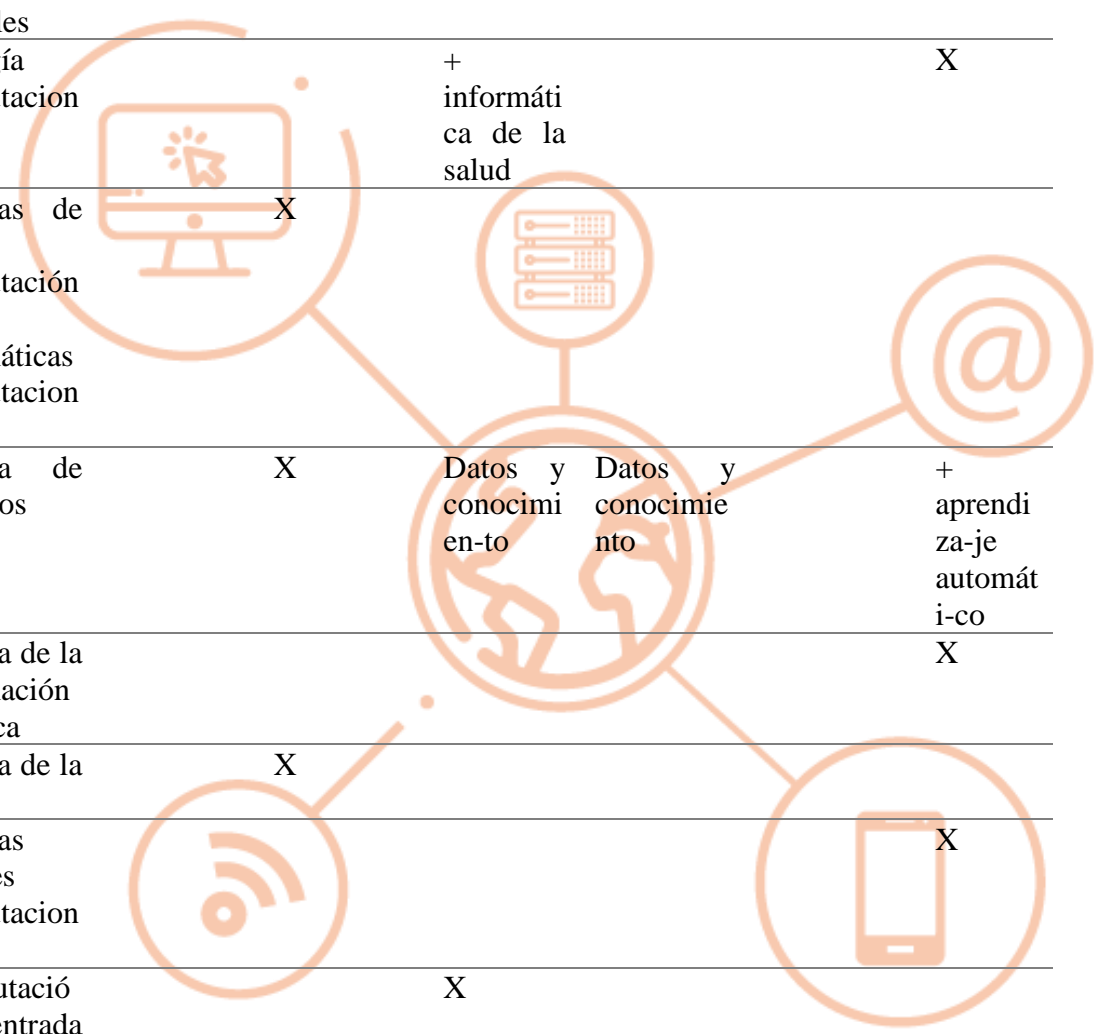 les
gía + X
tacion informáti
ca de la
salud
as de X
tación
áticas
tacion
a de X Datos y Datos y +
os conocimi conocimie aprendi
en-to nto za-je
automát
i-co
a de la X
ación
ca
a de la X
as X
es
tacion
utació X
entrada
@